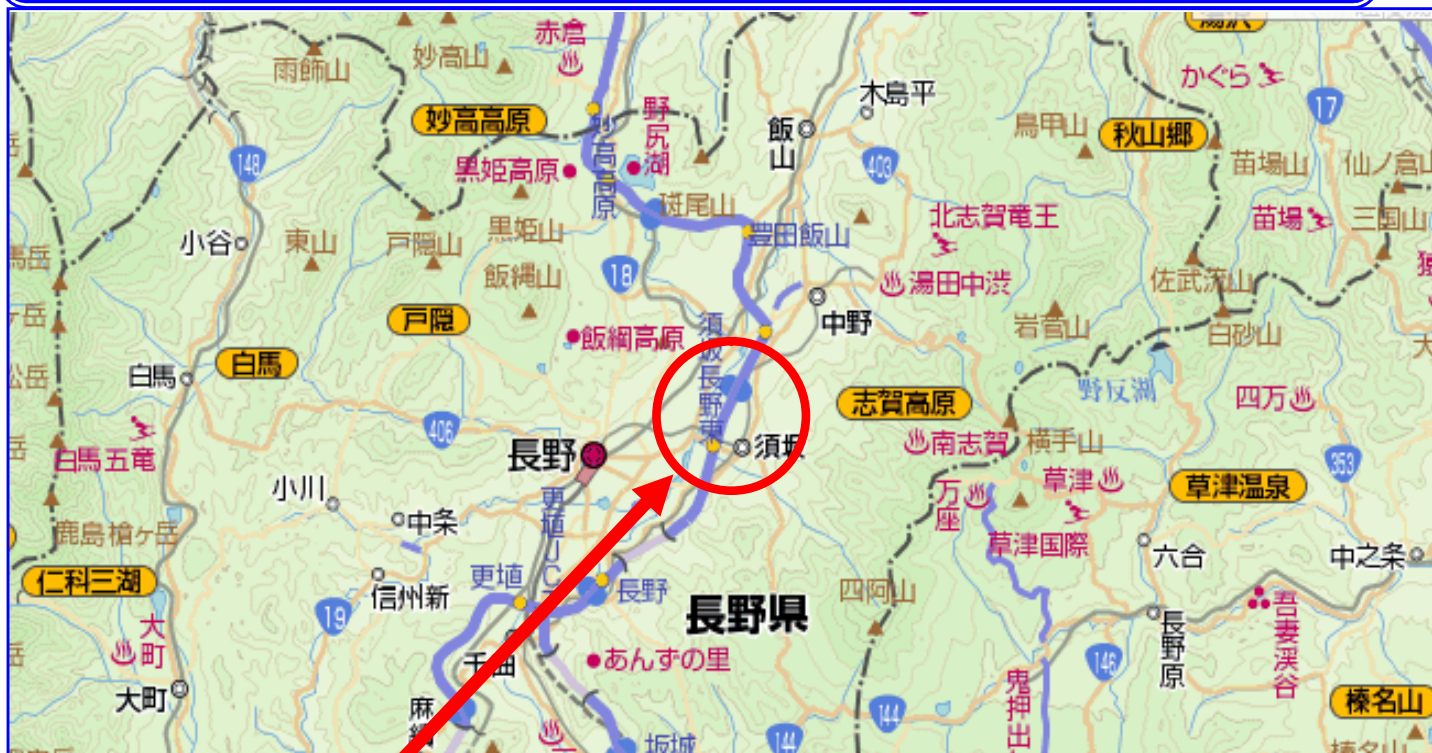 赤倉
妙高山
雨飾山
かぐら
木島平
17
妙高高原
野尻湖
飯山
鳥甲山
秋山郷
妙高高原
148
黒姫高原
403
苗場山
仙ノ倉山
斑尾山
北志賀竜王
苗場
三国山
小谷
東山
戸隠山
黒姫山
豊田飯山
飯縄山
18
湯田中渋
佐武流山
戸隠
中野
岩菅山
白砂山
飯綱高原
須坂長野東
白馬
白馬
志賀高原
野反湖
四万
406
長野
須坂
南志賀
横手山
白馬五竜
353
小川
更埴JCT
万座
草津
草津温泉
中条
鹿島槍ヶ岳
草津国際
六合
中之条
仁科三湖
信州新
更埴
長野
四阿山
19
長野県
吾妻渓谷
大町
長野原
あんずの里
146
大町
鬼押出
144
榛名山
坂城
144